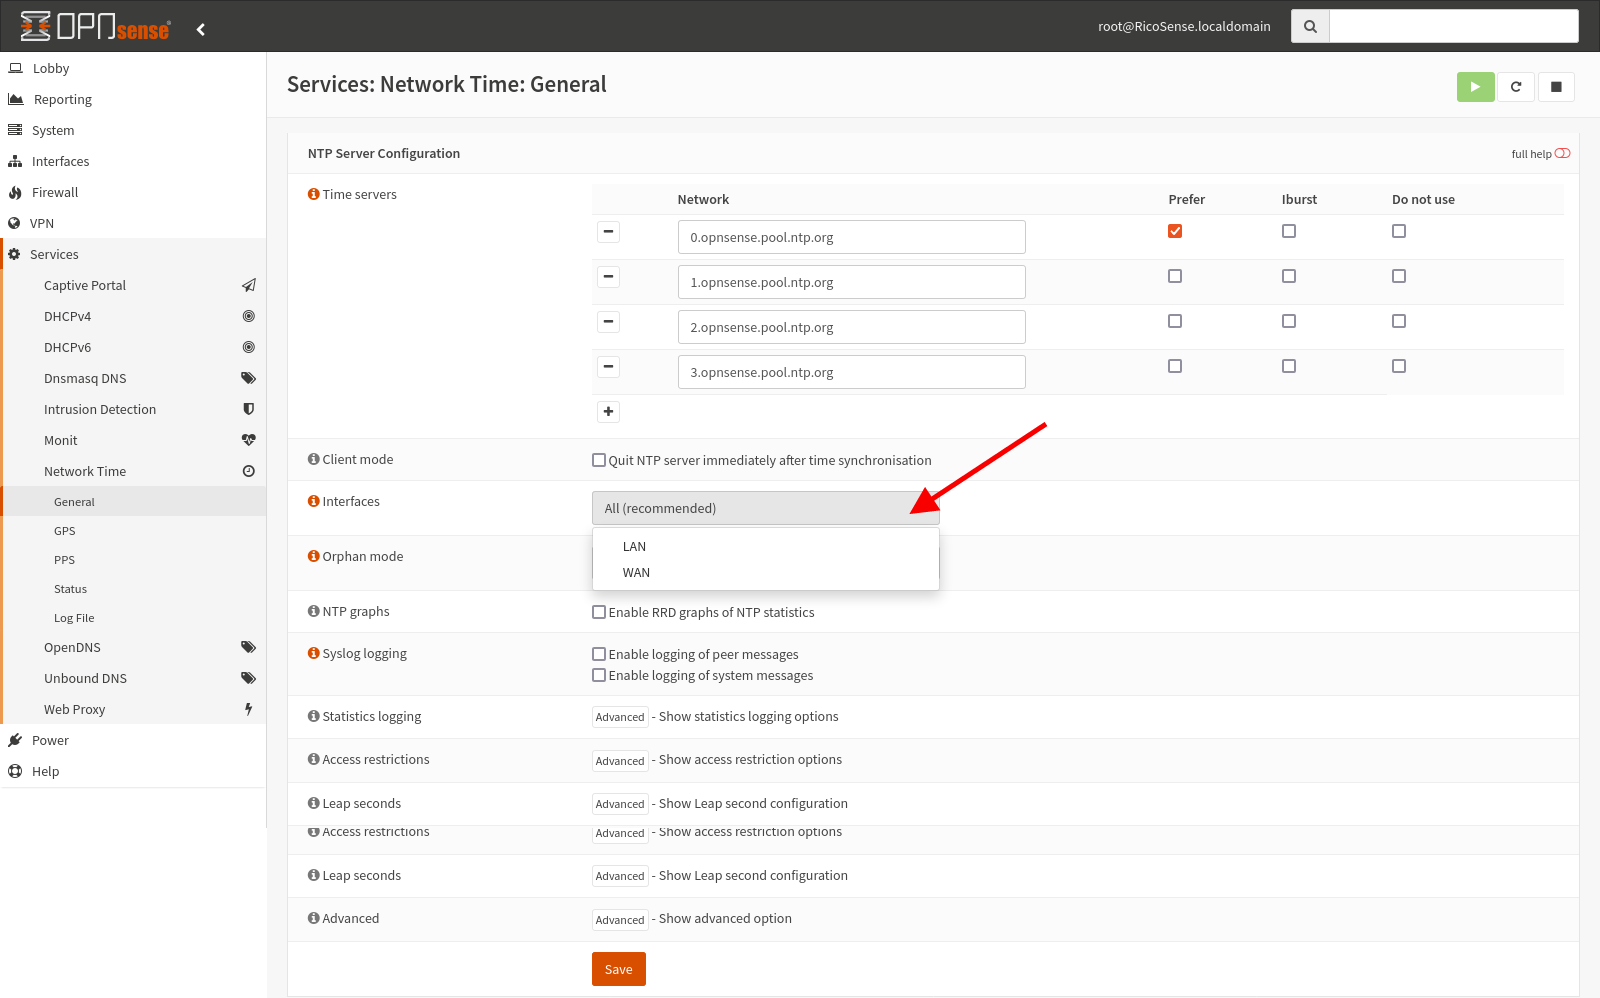 OPNsense
root@RicoSense.localdomain
Lobby
Reporting
System
Interfaces
Firewall
VPN
Services
Captive Portal
DHCPv4
DHCPv6
Dnsmasq DNS
Intrusion Detection
Monit
Network Time
General
GPS
PPS
Status
Log File
OpenDNS
Unbound DNS
Web Proxy
Power
Help
Services: Network Time: General
NTP Server Configuration
full help
Time servers
Network Prefer Iburst Do not use
0.opnsense.pool.ntp.org
1.opnsense.pool.ntp.org
2.opnsense.pool.ntp.org
3.opnsense.pool.ntp.org
Client mode
Quit NTP server immediately after time synchronisation
Interfaces
All (recommended)
LAN
WAN
Orphan mode
NTP graphs
Enable RRD graphs of NTP statistics
Syslog logging
Enable logging of peer messages
Enable logging of system messages
Statistics logging
Advanced - Show statistics logging options
Access restrictions
Advanced - Show access restriction options
Leap seconds
Advanced - Show Leap second configuration
Access restrictions
Advanced - Show access restriction options
Leap seconds
Advanced - Show Leap second configuration
Advanced
Advanced - Show advanced option
Save